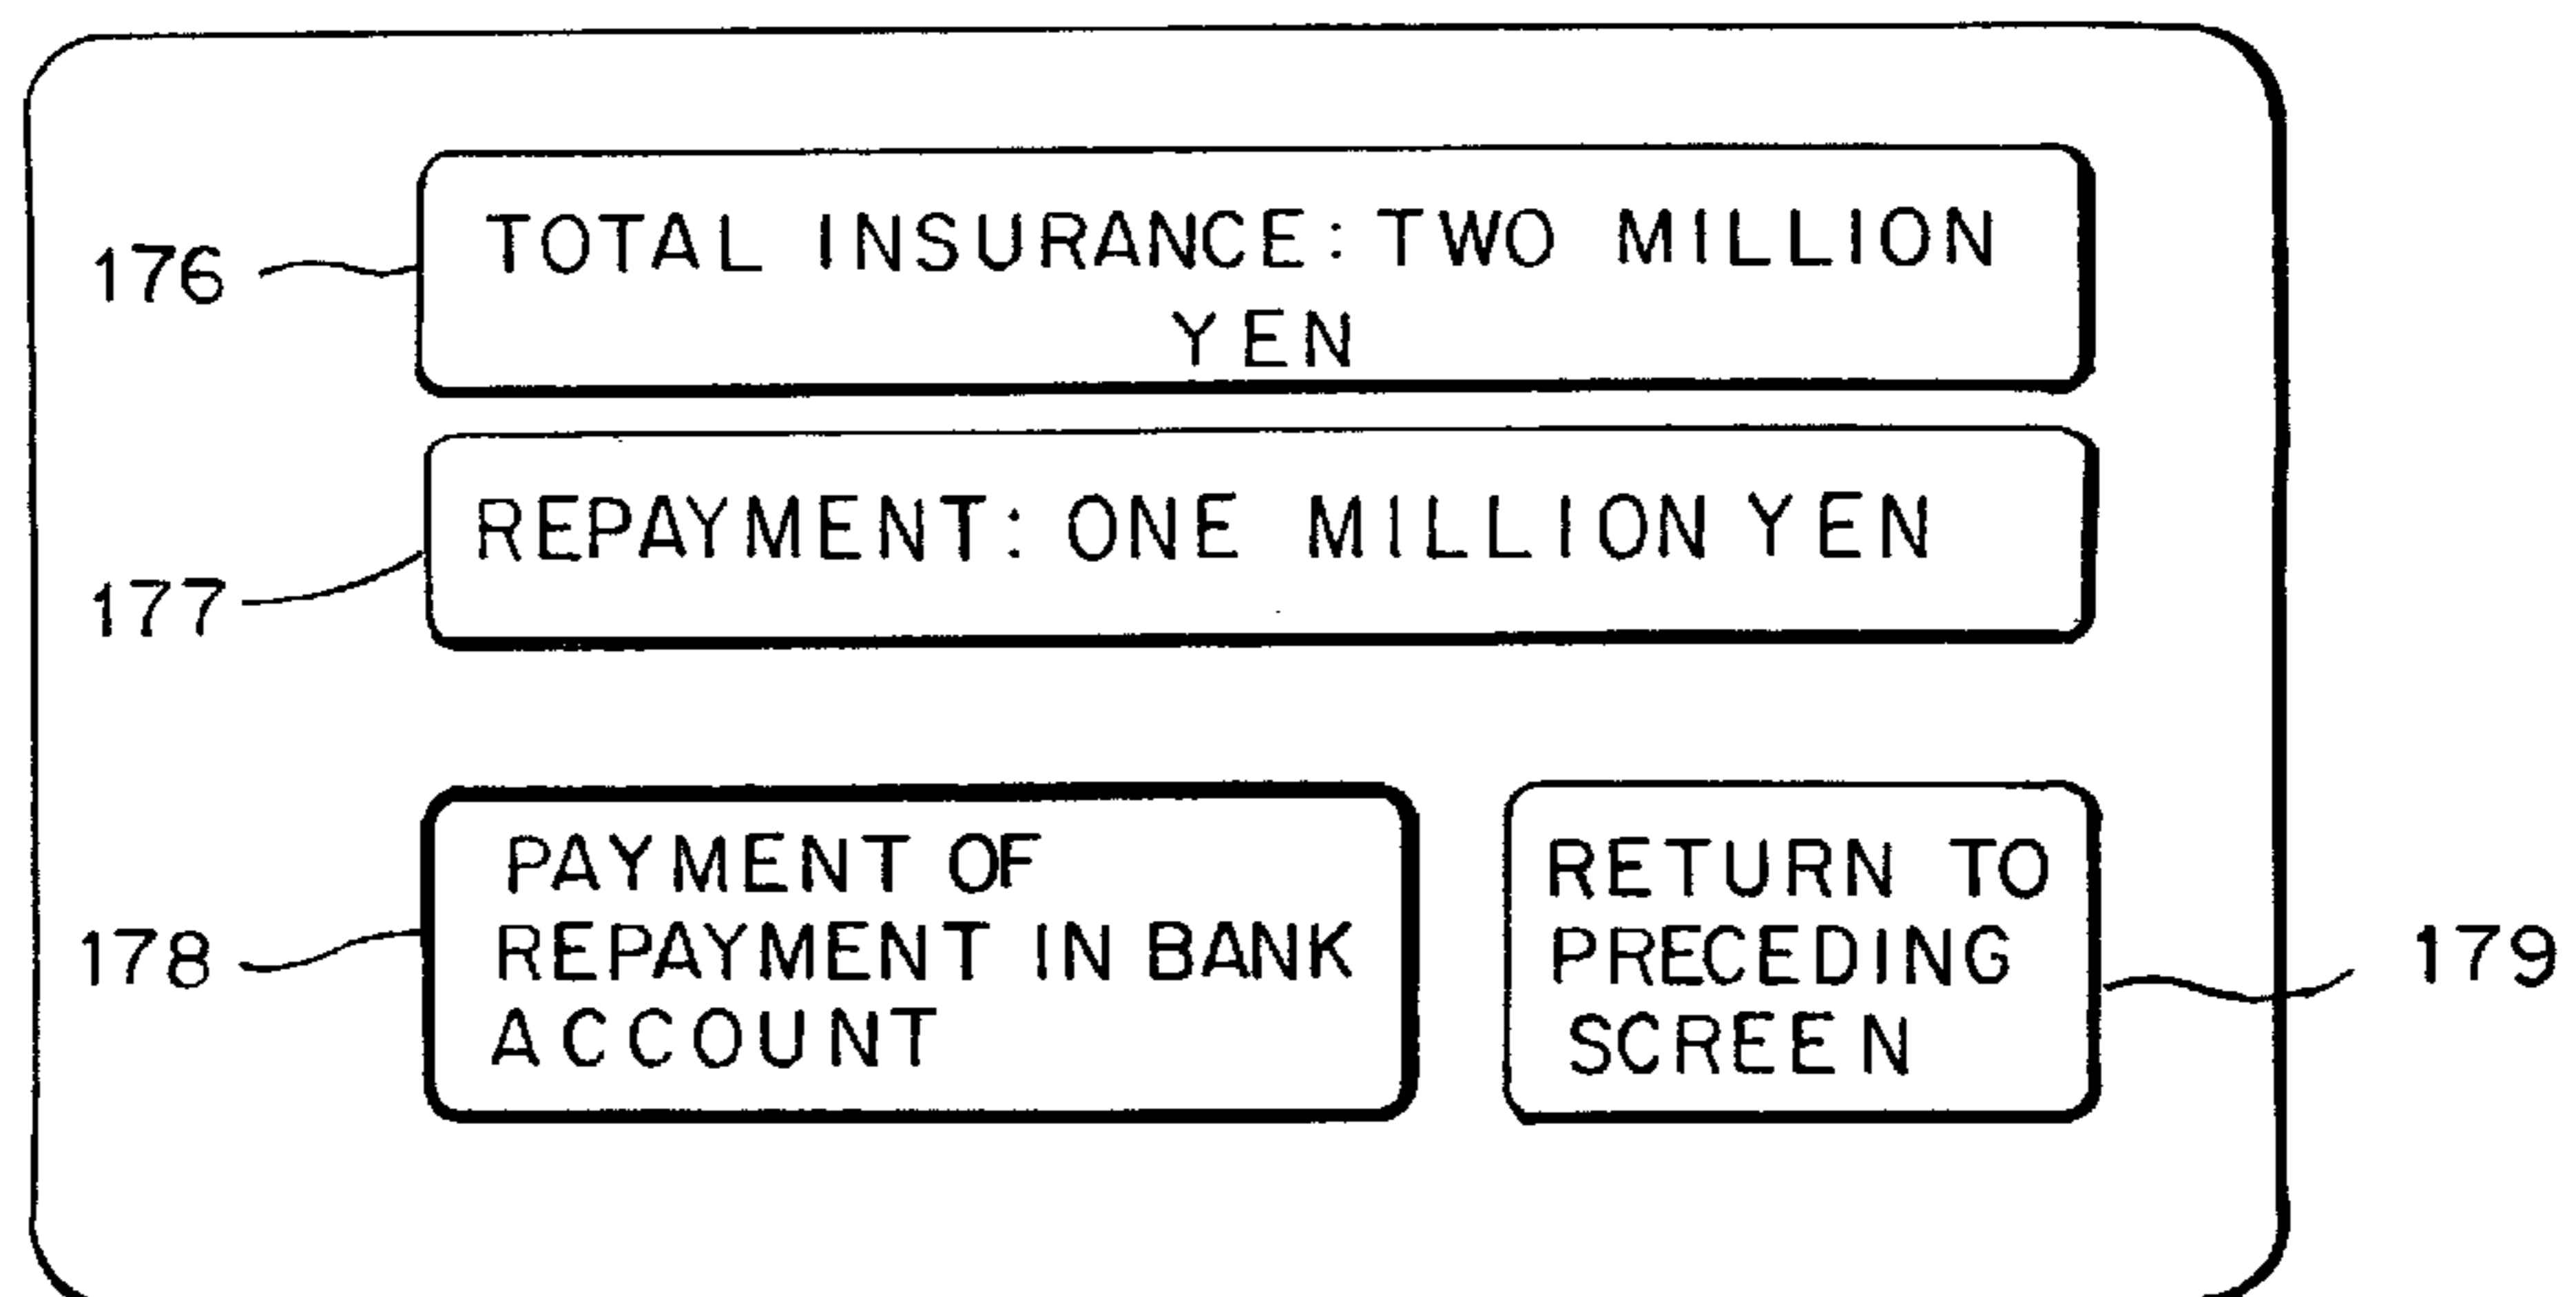 176
TOTAL INSURANCE: TWO MILLION
YEN
177
REPAYMENT: ONE MILLION YEN
178
PAYMENT OF
REPAYMENT IN BANK
ACCOUNT
RETURN TO
PRECEDING
SCREEN
179